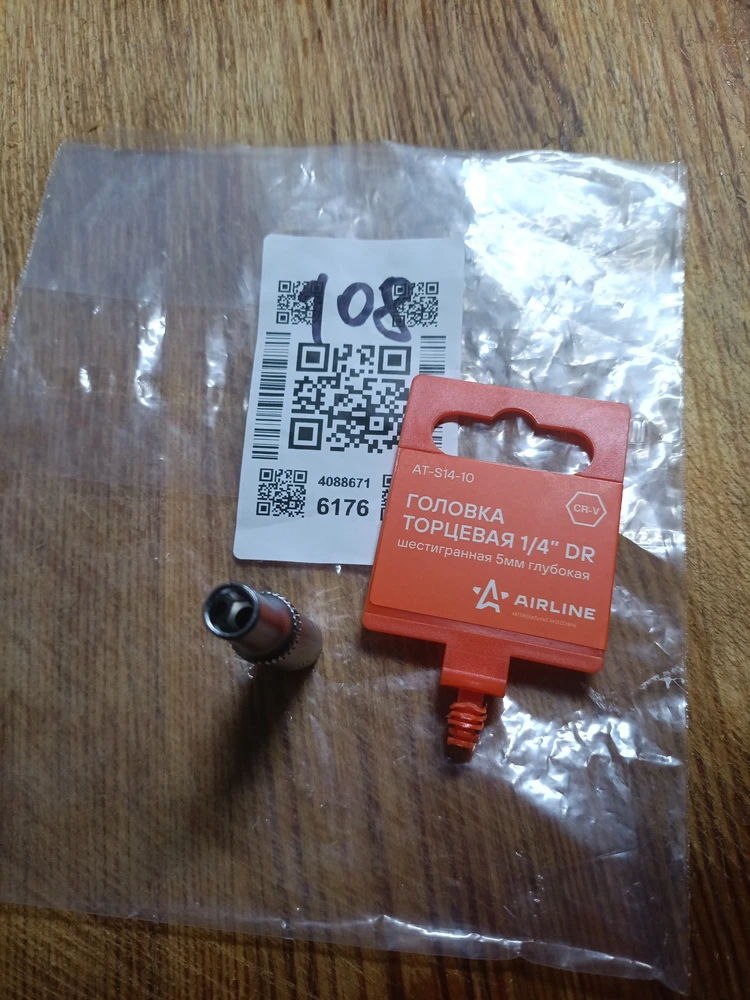 108
4088671
6176
AT-S14-10
CR-V
ГОЛОВКА
ТОРЦЕВАЯ 1/4" DR
шестигранная 5мм глубокая
AIRLINE